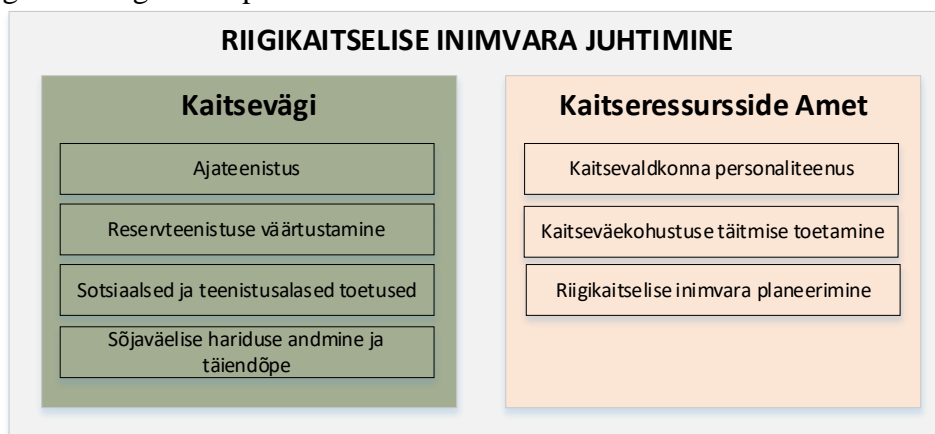 RIIGIKAITSELISE INIMVARA JUHTIMINE
Kaitsevägi
Ajateenistus
Reservteenistuse väärtustamine
Sotsiaalsed ja teenistusalased toetused
Sõjaväelise hariduse andmine ja
täiendõpe
Kaitseressursside Amet
Kaitsevaldkonna personaliteenus
Kaitseväekohustuse täitmise toetamine
Riigikaitselise inimvara planeerimine